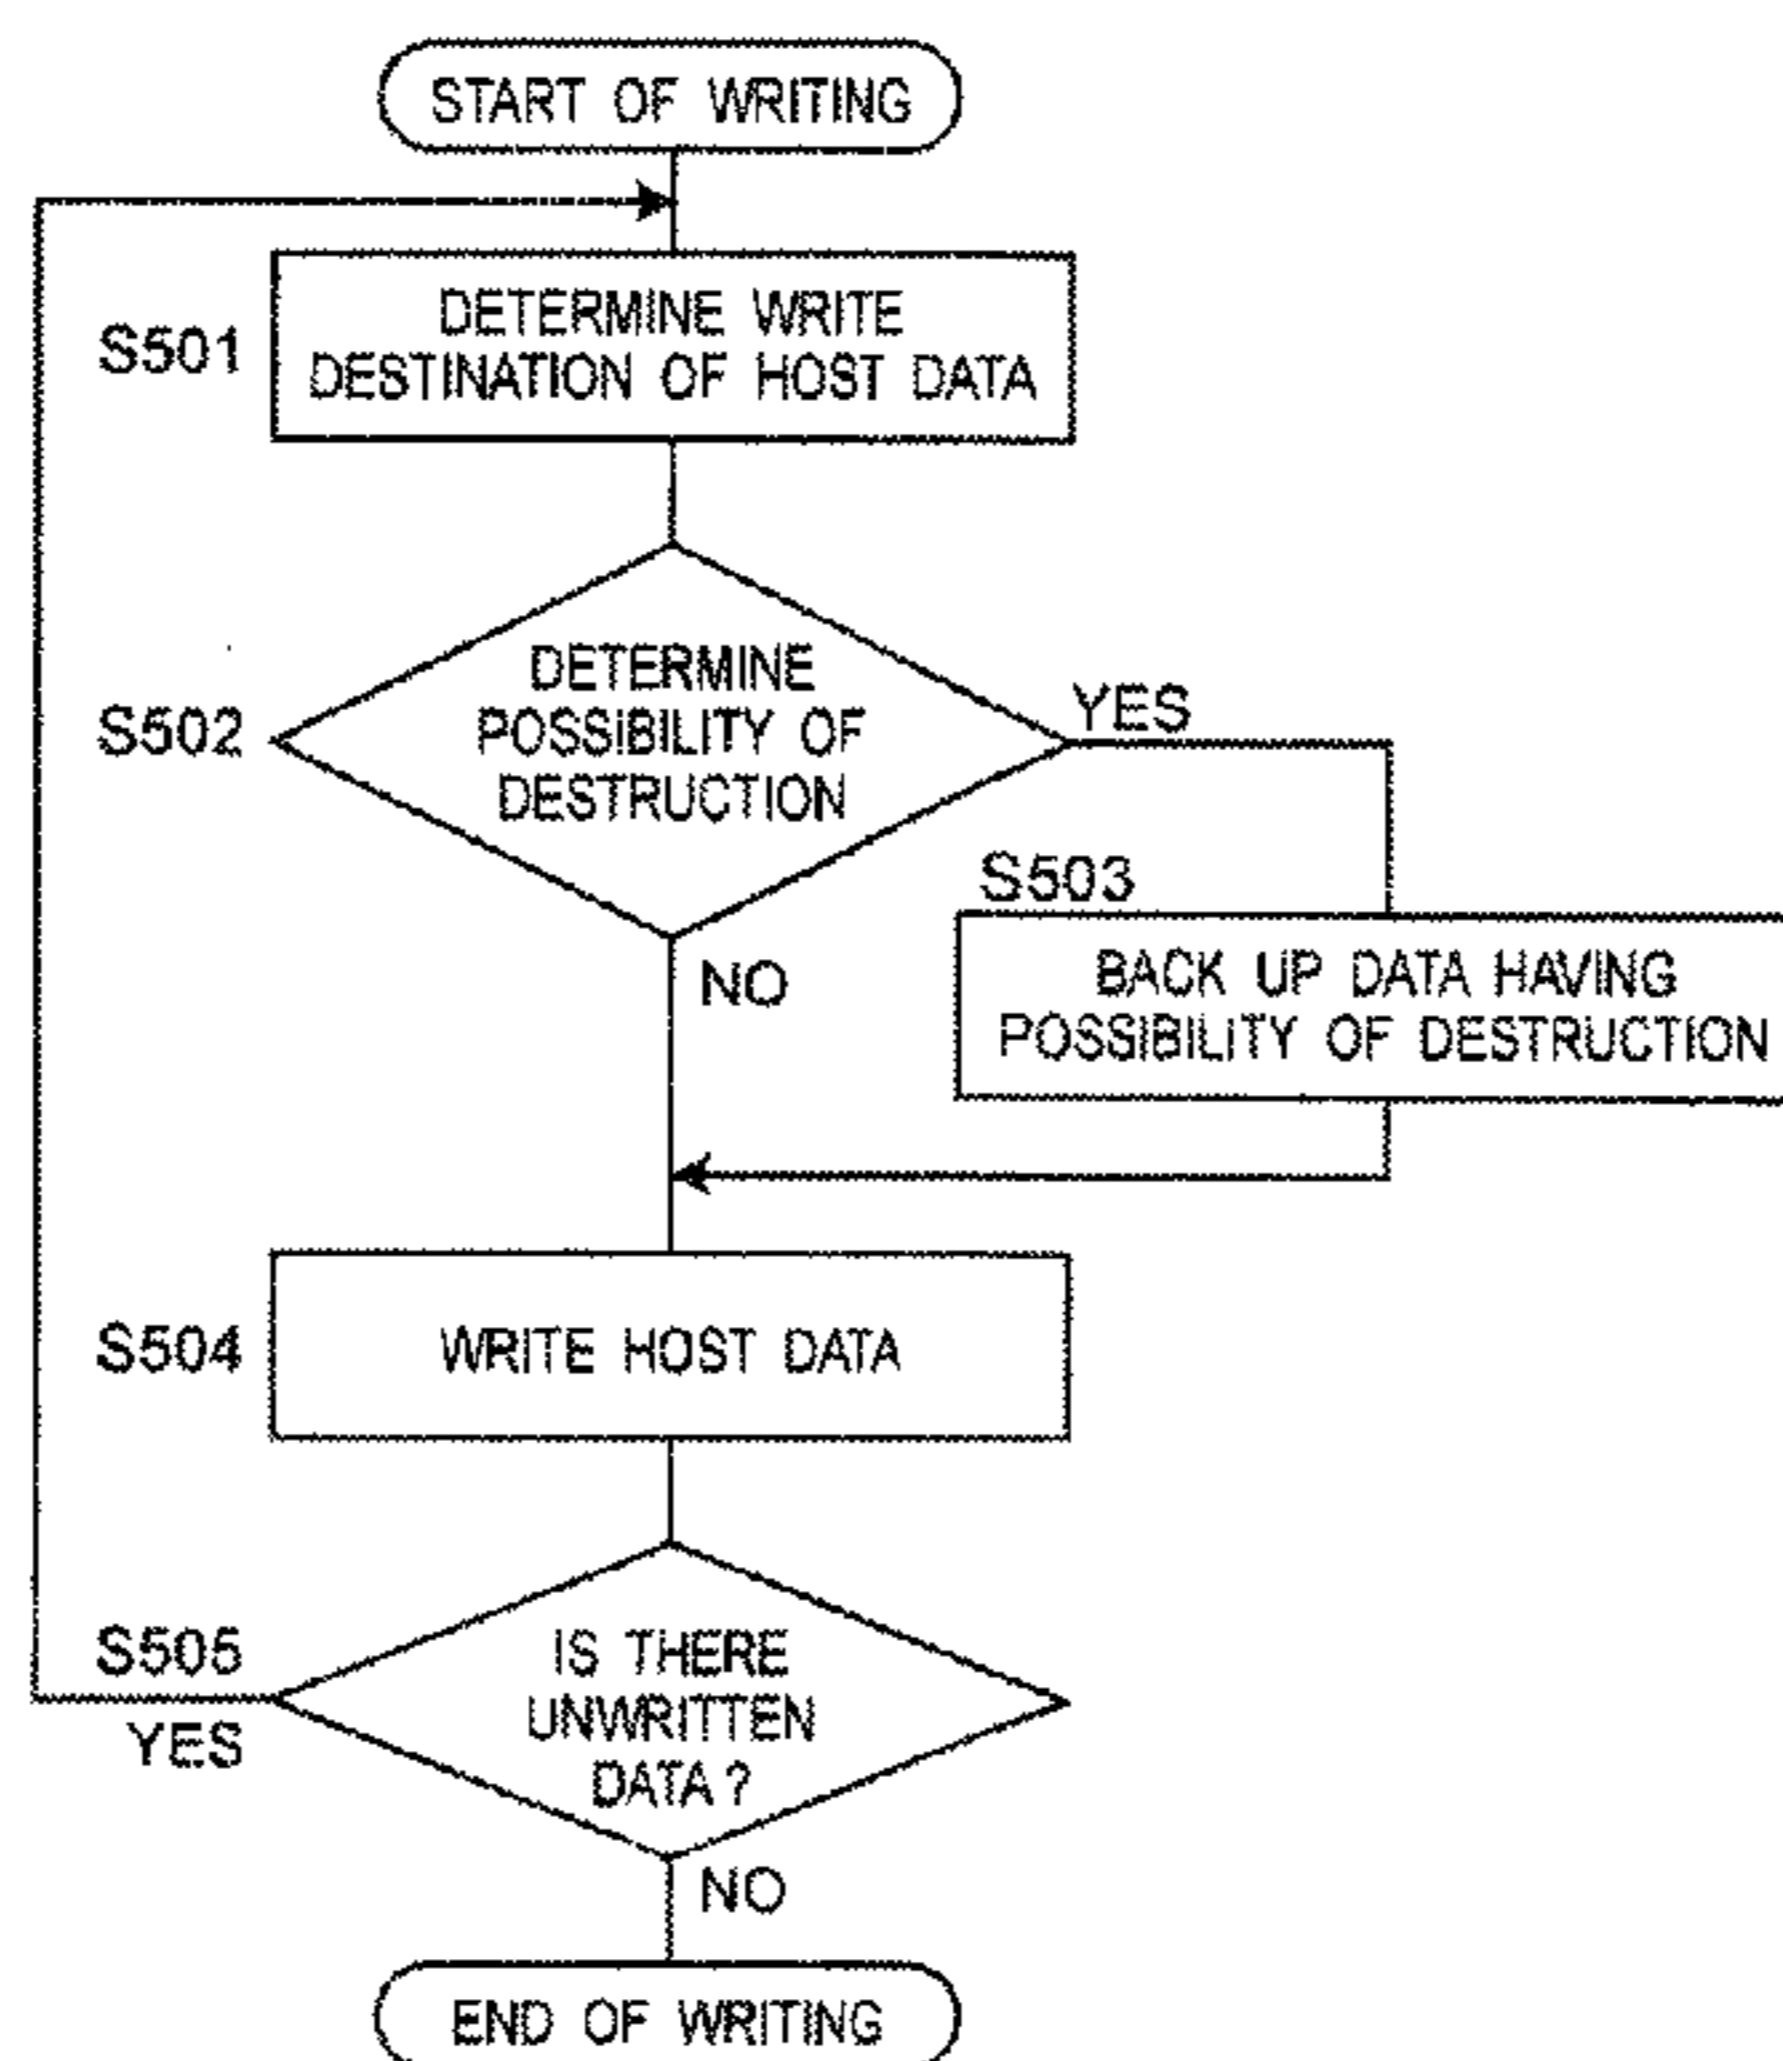 START OF WRITING
S501
DETERMINE WRITE
DESTINATION OF HOST DATA
S502
DETERMINE
POSSIBILITY OF
DESTRUCTION
YES
NO
S503
BACK UP DATA HAVING
POSSIBILITY OF DESTRUCTION
S504
WRITE HOST DATA
S505
YES
IS THERE
UNWRITTEN
DATA?
NO
END OF WRITING